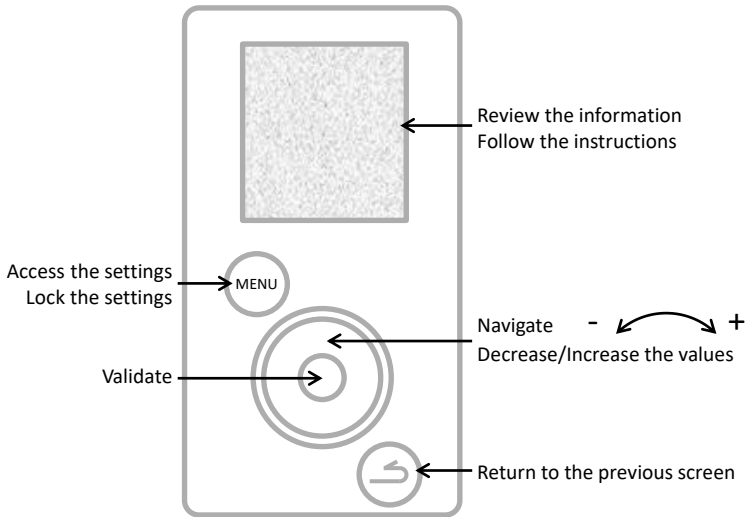 Review the information
Follow the instructions
Access the settings
Lock the settings
MENU
Navigate - +
Decrease/Increase the values
Validate
Return to the previous screen